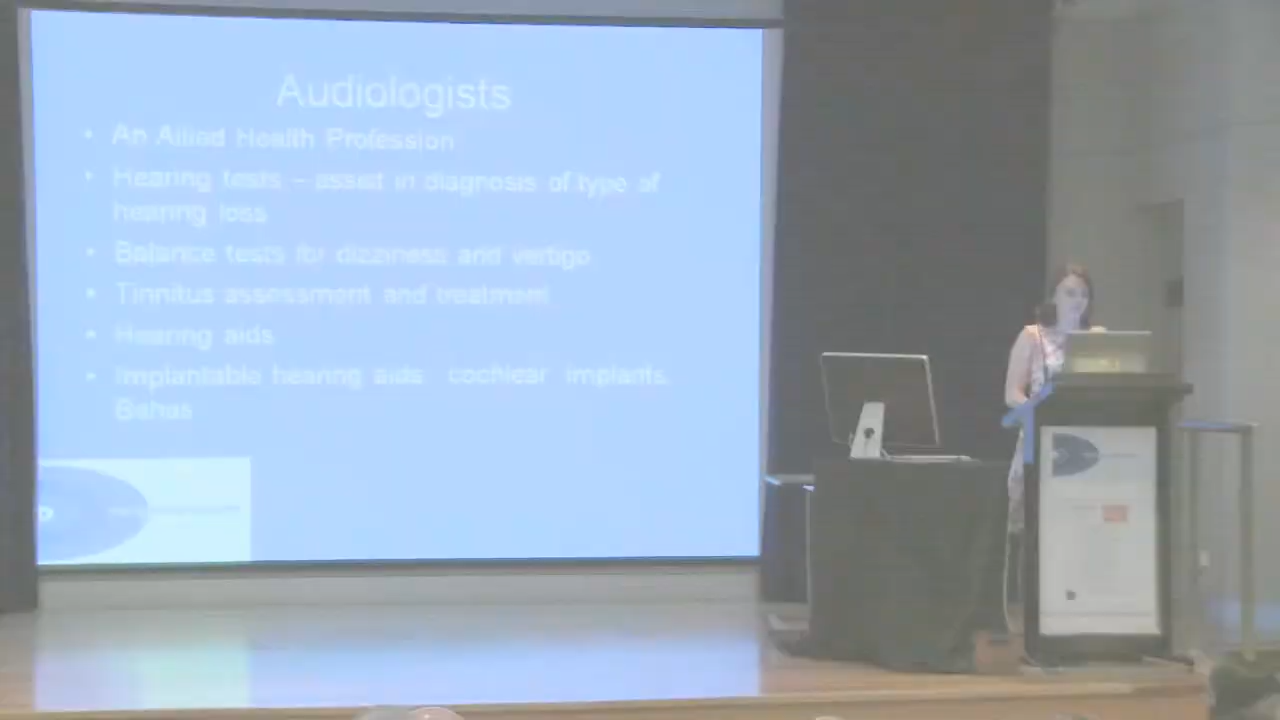 Audiologists
• An Allied Health Profession
• Hearing tests – assist in diagnosis of type of
hearing loss
• Balance tests for dizziness and vertigo
• Tinnitus assessment and treatment
• Hearing aids
• Implantable hearing aids cochlear implants
Bahas